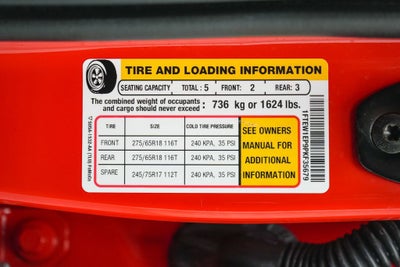 TIRE AND LOADING INFORMATION
SEATING CAPACITY TOTAL: 5 FRONT: 2 REAR: 3
The combined weight of occupants and cargo should never exceed: 736 kg or 1624 lbs.
TIRE SIZE COLD TIRE PRESSURE
FRONT 275/65R18 116T 240 KPA, 35 PSI
REAR 275/65R18 116T 240 KPA, 35 PSI
SPARE 245/75R17 112T 240 KPA, 35 PSI
SEE OWNERS
MANUAL FOR
ADDITIONAL
INFORMATION
1FTEW1EP9PKF35679